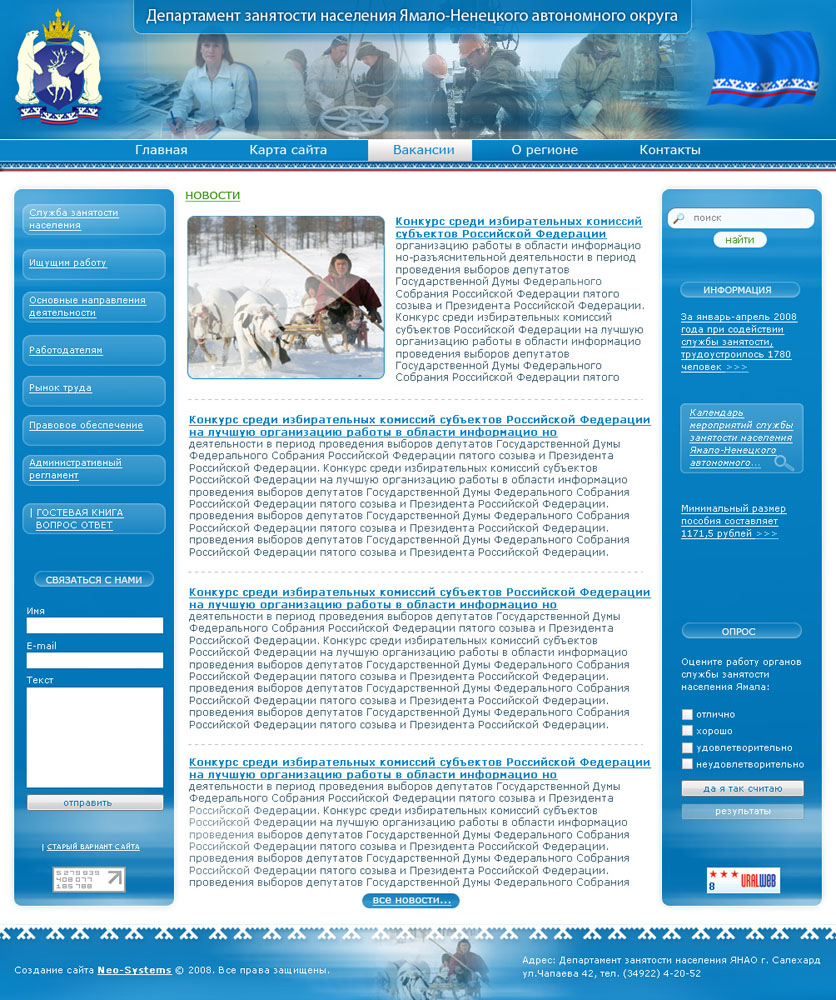 Департамент занятости населения Ямало-Ненецкого автономного округа
Главная
Карта сайта
Вакансии
О регионе
Контакты
Служба занятости
населения
Ищущим работу
Основные направления
деятельности
Работодателям
Рынок труда
Правовое обеспечение
Административный
регламент
| ГОСТЕВАЯ КНИГА
ВОПРОС ОТВЕТ
СВЯЗАТЬСЯ С НАМИ
Имя
E-mail
Текст
отправить
| СТАРЫЙ ВАРИАНТ САЙТА
5 279 839
408 077
185 788
НОВОСТИ
Конкурс среди избирательных комиссий
субъектов Российской Федерации
организацию работы в области информацио
но-разъяснительной деятельности в период
проведения выборов депутатов
Государственной Думы Федерального
Собрания Российской Федерации пятого
созыва и Президента Российской Федерации.
Конкурс среди избирательных комиссий
субъектов Российской Федерации на лучшую
организацию работы в области информацио
проведения выборов депутатов
Государственной Думы Федерального
Собрания Российской Федерации пятого
Конкурс среди избирательных комиссий субъектов Российской Федерации
на лучшую организацию работы в области информацио но
деятельности в период проведения выборов депутатов Государственной Думы
Федерального Собрания Российской Федерации пятого созыва и Президента
Российской Федерации. Конкурс среди избирательных комиссий субъектов
Российской Федерации на лучшую организацию работы в области информацио
проведения выборов депутатов Государственной Думы Федерального Собрания
Российской Федерации пятого созыва и Президента Российской Федерации.
проведения выборов депутатов Государственной Думы Федерального Собрания
Российской Федерации пятого созыва и Президента Российской Федерации.
проведения выборов депутатов Государственной Думы Федерального Собрания
Российской Федерации пятого созыва и Президента Российской Федерации.
Конкурс среди избирательных комиссий субъектов Российской Федерации
на лучшую организацию работы в области информацио но
деятельности в период проведения выборов депутатов Государственной Думы
Федерального Собрания Российской Федерации пятого созыва и Президента
Российской Федерации. Конкурс среди избирательных комиссий субъектов
Российской Федерации на лучшую организацию работы в области информацио
проведения выборов депутатов Государственной Думы Федерального Собрания
Российской Федерации пятого созыва и Президента Российской Федерации.
проведения выборов депутатов Государственной Думы Федерального Собрания
Российской Федерации пятого созыва и Президента Российской Федерации.
проведения выборов депутатов Государственной Думы Федерального Собрания
Российской Федерации пятого созыва и Президента Российской Федерации.
Конкурс среди избирательных комиссий субъектов Российской Федерации
на лучшую организацию работы в области информацио но
деятельности в период проведения выборов депутатов Государственной Думы
Федерального Собрания Российской Федерации пятого созыва и Президента
Российской Федерации. Конкурс среди избирательных комиссий субъектов
Российской Федерации на лучшую организацию работы в области информацио
проведения выборов депутатов Государственной Думы Федерального Собрания
Российской Федерации пятого созыва и Президента Российской Федерации.
проведения выборов депутатов Государственной Думы Федерального Собрания
Российской Федерации пятого созыва и Президента Российской Федерации.
проведения выборов депутатов Государственной Думы Федерального Собрания
все новости...
поиск
найти
ИНФОРМАЦИЯ
За январь-апрель 2008
года при содействии
службы занятости,
трудоустроилось 1780
человек >>>
Календарь
мероприятий службы
занятости населения
Ямало-Ненецкого
автономного...
Минимальный размер
пособия составляет
1171,5 рублей >>>
ОПРОС
Оцените работу органов
службы занятости
населения Ямала:
отлично
хорошо
удовлетворительно
неудовлетворительно
да я так считаю
результаты
8 URALWEB
Создание сайта Neo-Systems © 2008. Все права защищены.
Адрес: Департамент занятости населения ЯНАО г. Салехард
ул.Чапаева 42, тел. (34922) 4-20-52